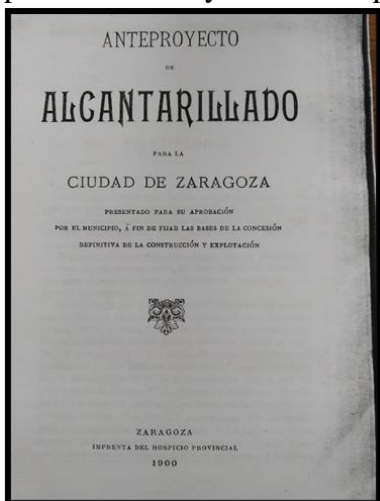 ANTEPROYECTO
DE
ALCANTARILLADO
PARA LA
CIUDAD DE ZARAGOZA
PRESENTADO PARA SU APROBACIÓN
POR EL MUNICIPIO, Á FIN DE FIJAR LAS BASES DE LA CONCESIÓN
DEFINITIVA DE LA CONSTRUCCIÓN Y EXPLOTACIÓN
ZARAGOZA
IMPRENTA DEL HOSPICIO PROVINCIAL
1900